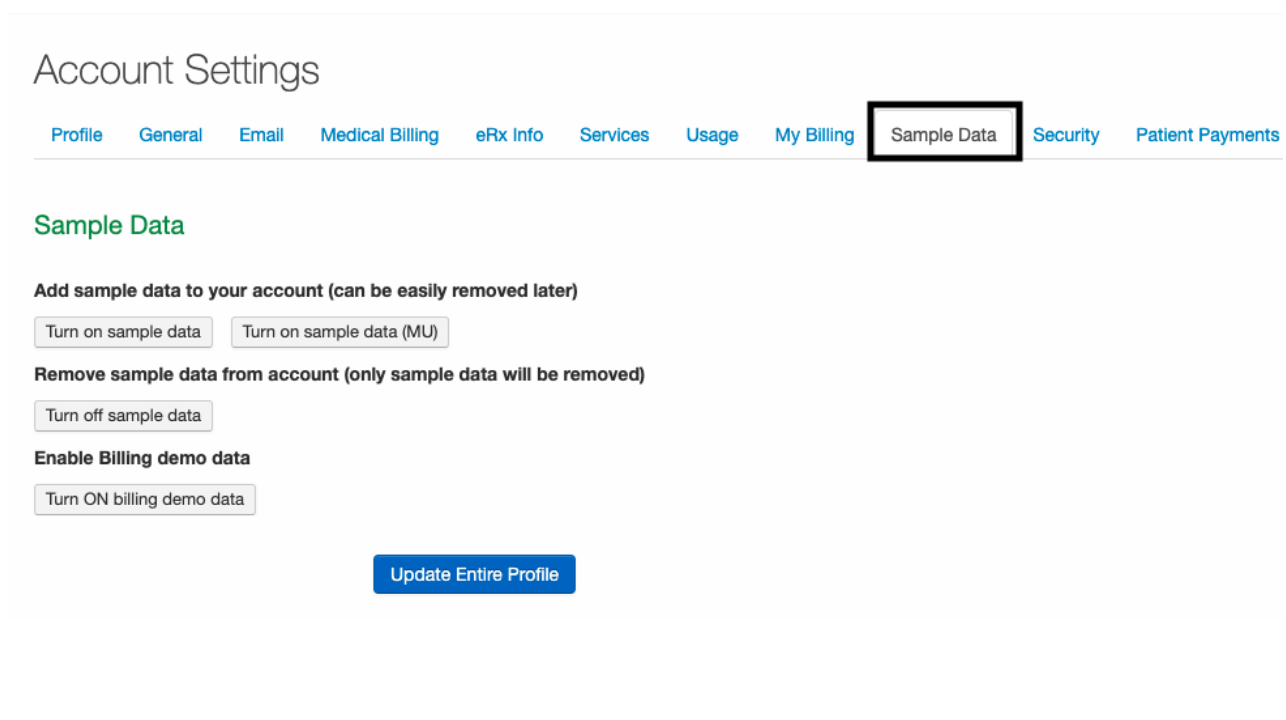 Account Settings
Profile General Email Medical Billing eRx Info Services Usage My Billing Sample Data Security Patient Payments
Sample Data
Add sample data to your account (can be easily removed later)
Turn on sample data Turn on sample data (MU)
Remove sample data from account (only sample data will be removed)
Turn off sample data
Enable Billing demo data
Turn ON billing demo data
Update Entire Profile